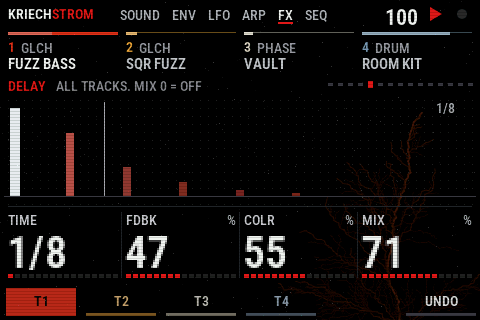 KRIECHSTROM SOUND ENV LFO ARP FX SEQ 100
1 GLCH 2 GLCH 3 PHASE 4 DRUM
FUZZ BASS SQR FUZZ VAULT ROOM KIT
DELAY ALL TRACKS. MIX 0 = OFF
1/8
TIME FDBK % COLR % MIX %
1/8 47 55 71
T1 T2 T3 T4 UNDO